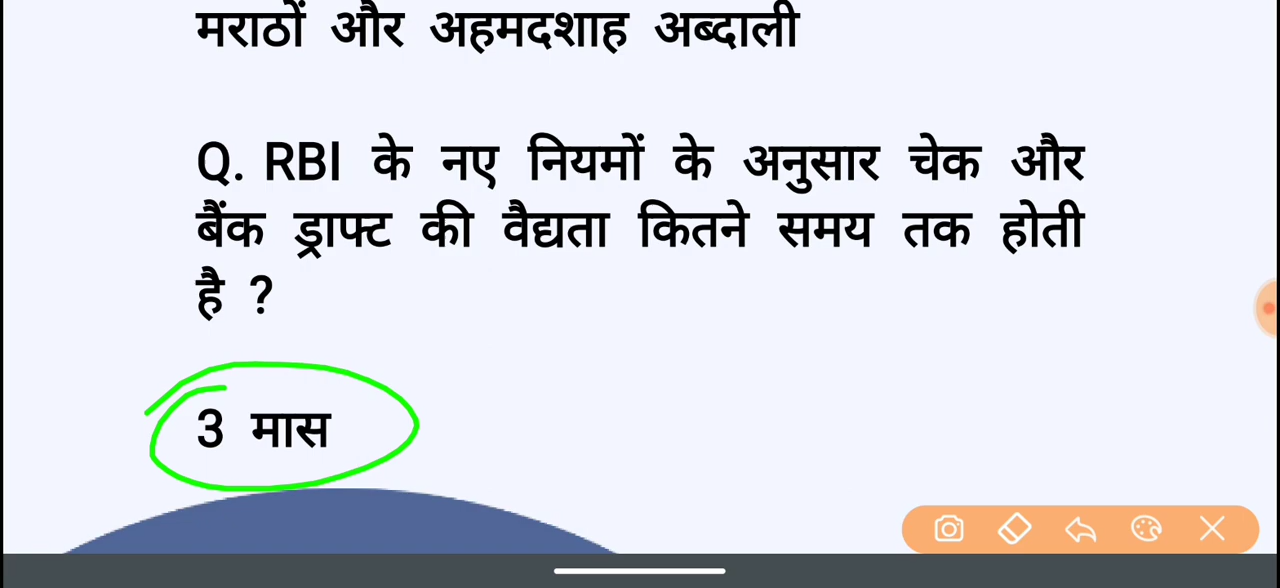 मराठों और अहमदशाह अब्दाली
Q. RBI के नए नियमों के अनुसार चेक और
बैंक ड्राफ्ट की वैद्यता कितने समय तक होती
है ?
3 मास